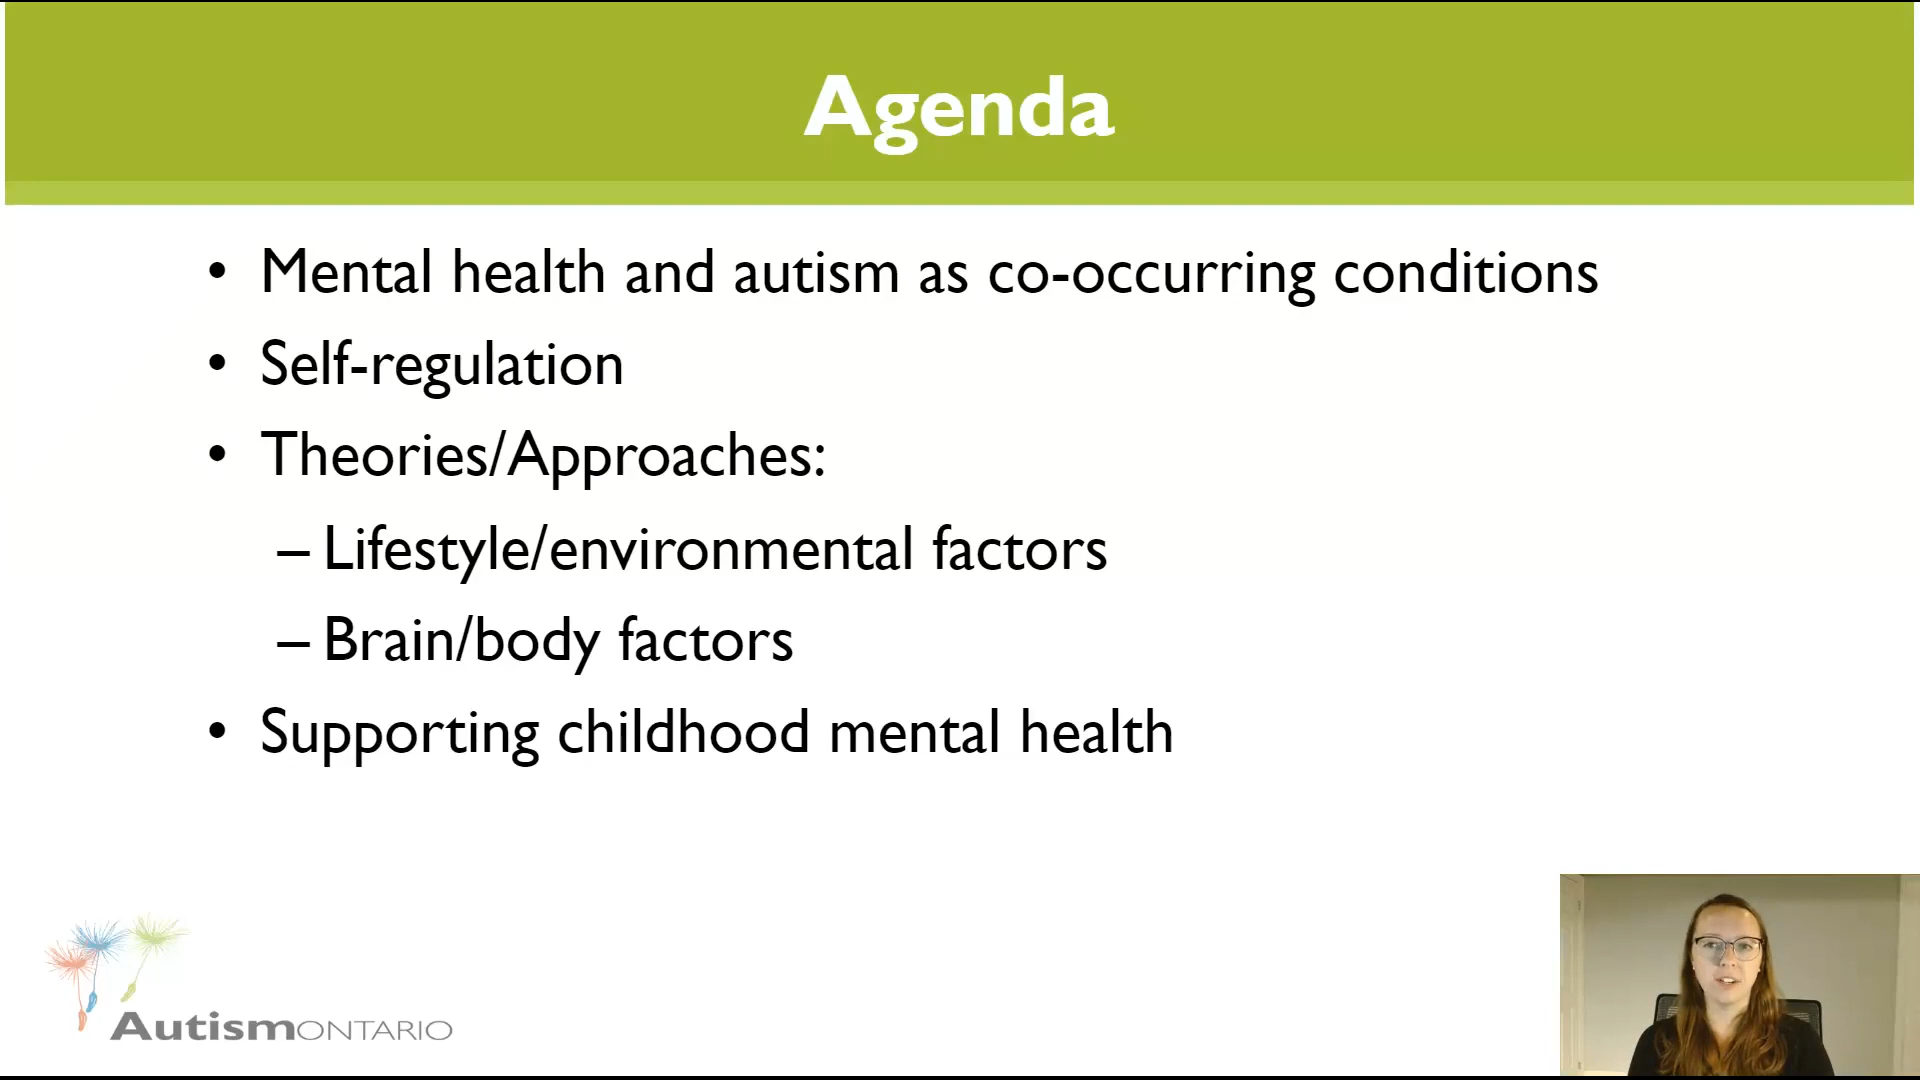 Agenda
• Mental health and autism as co-occurring conditions
• Self-regulation
• Theories/Approaches:
– Lifestyle/environmental factors
– Brain/body factors
• Supporting childhood mental health
AutismONTARIO